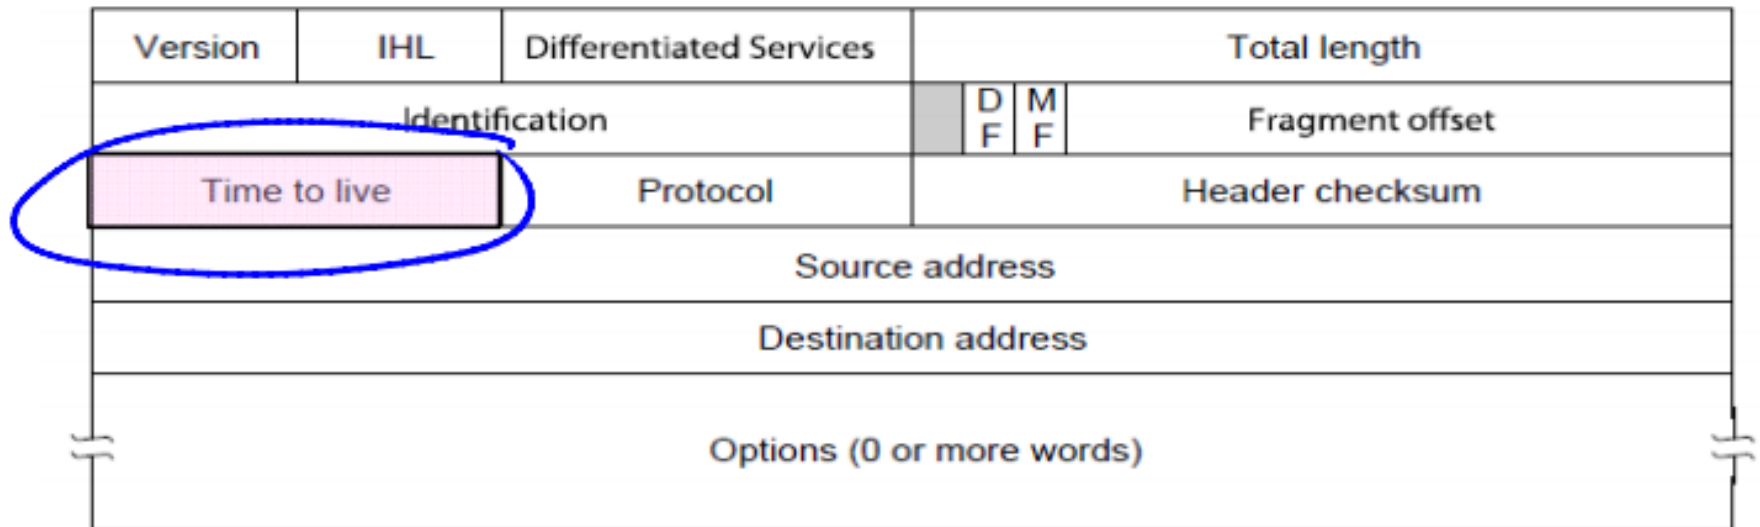 Version IHL Differentiated Services Total length
Identification D F M F Fragment offset
Time to live Protocol Header checksum
Source address
Destination address
Options (0 or more words)